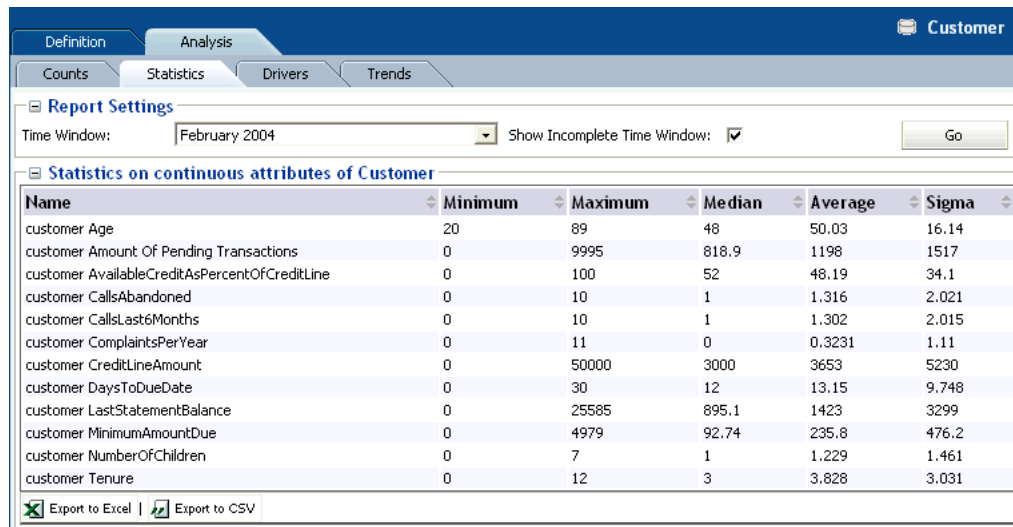 Customer
Definition Analysis
Counts Statistics Drivers Trends
Report Settings
Time Window: February 2004 Show Incomplete Time Window: Go
Statistics on continuous attributes of Customer
Name Minimum Maximum Median Average Sigma
customer Age 20 89 48 50.03 16.14
customer Amount Of Pending Transactions 0 9995 818.9 1198 1517
customer AvailableCreditAsPercentOfCreditLine 0 100 52 48.19 34.1
customer CallsAbandoned 0 10 1 1.316 2.021
customer CallsLast6Months 0 10 1 1.302 2.015
customer ComplaintsPerYear 0 11 0 0.3231 1.11
customer CreditLineAmount 0 50000 3000 3653 5230
customer DaysToDueDate 0 30 12 13.15 9.748
customer LastStatementBalance 0 25585 895.1 1423 3299
customer MinimumAmountDue 0 4979 92.74 235.8 476.2
customer NumberOfChildren 0 7 1 1.229 1.461
customer Tenure 0 12 3 3.828 3.031
Export to Excel | Export to CSV